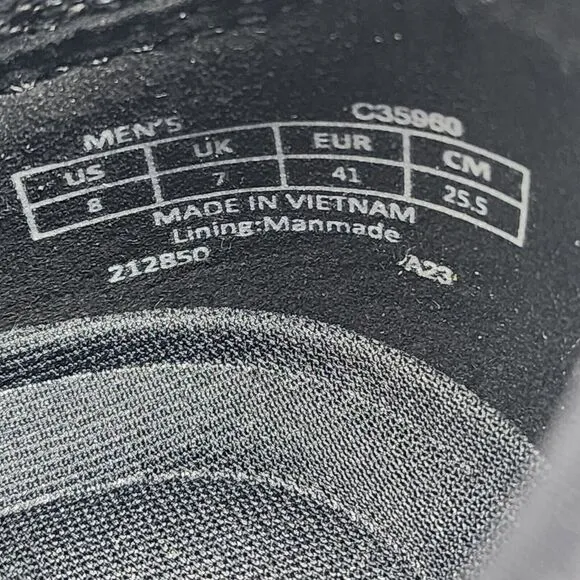 MEN'S C35960
US UK EUR CM
8 7 41 25.5
MADE IN VIETNAM
Lining:Manmade
212850 A23